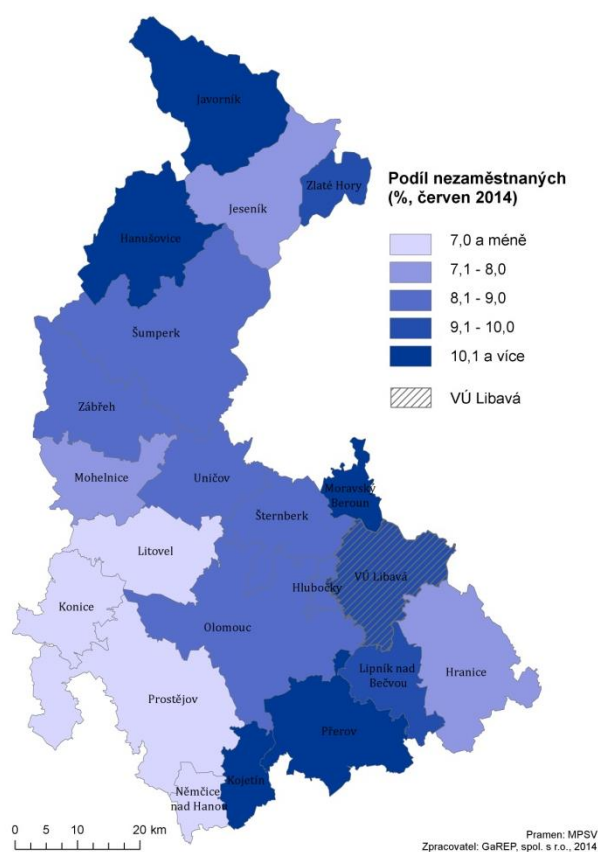 Javorník
Zlaté Hory
Jeseník
Hanušovice
Podíl nezaměstnaných
(%, červen 2014)
7,0 a méně
7,1 - 8,0
8,1 - 9,0
9,1 - 10,0
10,1 a více
VÚ Libavá
Šumperk
Zábřeh
Mohelnice
Uničov
Moravský
Beroun
Šternberk
Litovel
VÚ Libavá
Hlubočky
Konice
Olomouc
Lipník nad
Bečvou
Hranice
Prostějov
Přerov
Kojetín
Němčice
nad Hanou
0 5 10 20 km
Pramen: MPSV
Zpracovatel: GaREP, spol. s r.o., 2014